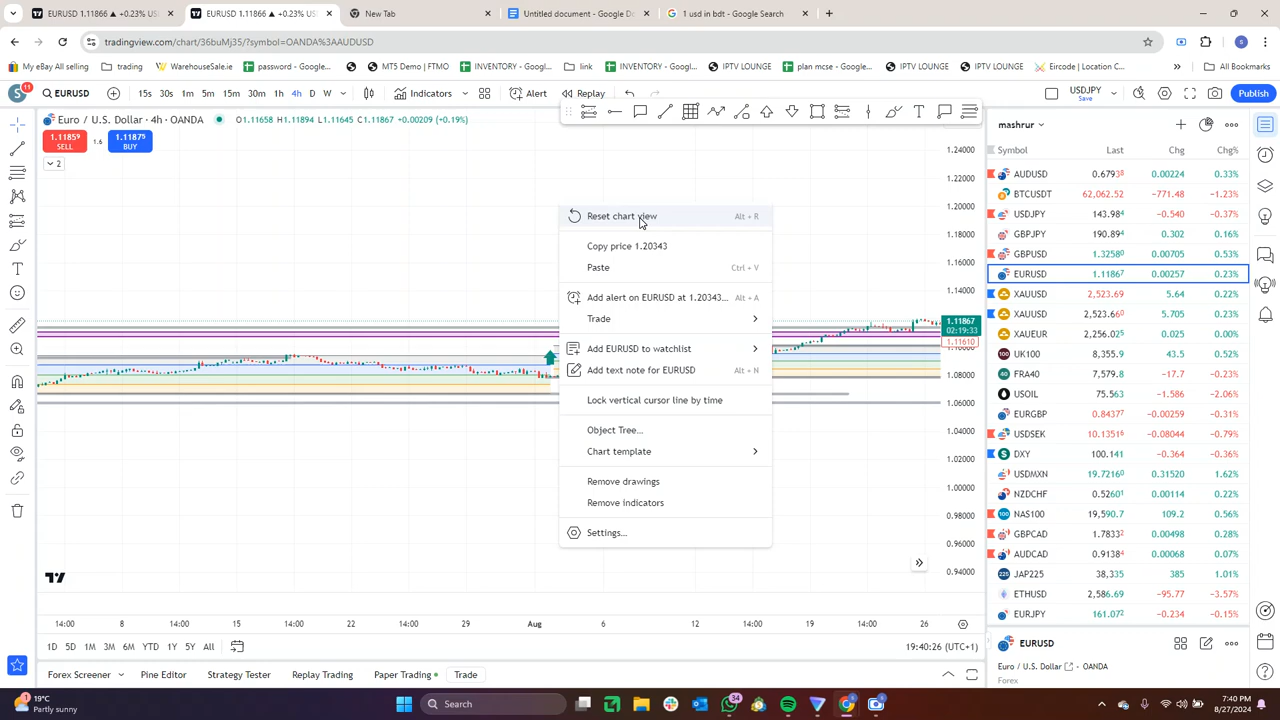 EURUSD 1.11866 ▲ +0.23% US
EURUSD 1.11866 ▲ +0.23% US
New Tab
Untitled document - Google Do
1 usd in bdt - Google Search
tradingview.com/chart/36buMj35/?symbol=OANDA%3AAUDUSD
My eBay All selling
trading
WarehouseSale.ie
password - Google...
MT5 Demo | FTMO
INVENTORY - Googl...
link
INVENTORY - Googl...
IPTV LOUNGE
plan mcse - Google...
IPTV LOUNGE
IPTV LOUNGE
Eircode | Location C...
All Bookmarks
S 11
EURUSD
15s 30s 1m 5m 15m 30m 1h 4h D W
Indicators
Alert
Replay
USDJPY
Save
Publish
Euro / U.S. Dollar · 4h · OANDA
O1.11658 H1.11894 L1.11645 C1.11867 +0.00209 (+0.19%)
1.11859
SELL
1.6
1.11875
BUY
2
Reset chart view Alt + R
Copy price 1.20343
Paste Ctrl + V
Add alert on EURUSD at 1.20343... Alt + A
Trade
Add EURUSD to watchlist
Add text note for EURUSD Alt + N
Lock vertical cursor line by time
Object Tree...
Chart template
Remove drawings
Remove indicators
Settings...
1.24000
1.22000
1.20000
1.18000
1.16000
1.14000
1.11867
02:19:33
1.11610
1.10000
1.08000
1.06000
1.04000
1.02000
1.00000
0.98000
0.96000
0.94000
14:00 8 14:00 15 14:00 22 14:00 29 Aug 6 12 14:00 19 14:00 26
1D 5D 1M 3M 6M YTD 1Y 5Y All
19:40:26 (UTC+1)
Forex Screener
Pine Editor
Strategy Tester
Replay Trading
Paper Trading
Trade
mashrur
Symbol Last Chg Chg%
AUDUSD 0.6793⁸ 0.00224 0.33%
BTCUSDT 62,062.52 -771.48 -1.23%
USDJPY 143.98⁴ -0.540 -0.37%
GBPJPY 190.89⁴ 0.302 0.16%
GBPUSD 1.3258⁰ 0.00705 0.53%
EURUSD 1.1186⁷ 0.00257 0.23%
XAUUSD 2,523.69 5.64 0.22%
XAUUSD 2,523.66⁰ 5.705 0.23%
XAUEUR 2,256.02⁵ 0.025 0.00%
UK100 8,355.9 43.5 0.52%
FRA40 7,579.8 -17.7 -0.23%
USOIL 75.563 -1.586 -2.06%
EURGBP 0.8437⁷ -0.00259 -0.31%
USDSEK 10.1351⁶ -0.08044 -0.79%
DXY 100.141 -0.364 -0.36%
USDMXN 19.7216⁰ 0.31520 1.62%
NZDCHF 0.5260¹ 0.00114 0.22%
NAS100 19,590.7 109.2 0.56%
GBPCAD 1.7833² 0.00498 0.28%
AUDCAD 0.9138⁴ 0.00068 0.07%
JAP225 38,335 385 1.01%
ETHUSD 2,586.69 -95.77 -3.57%
EURJPY 161.07² -0.234 -0.15%
EURUSD
Euro / U.S. Dollar OANDA
Forex
19°C
Partly sunny
Search
34
7:40 PM
8/27/2024